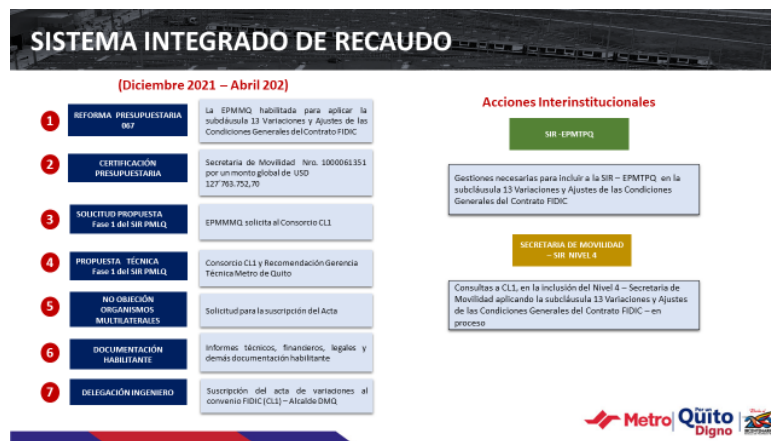 SISTEMA INTEGRADO DE RECAUDO
(Diciembre 2021 – Abril 202)
1
REFORMA PRESUPUESTARIA
067
La EPMMQ habilitada para aplicar la
subdáusula 13 Variaciones y Ajustes de las
Condiciones Generales del Contrato FIDIC
2
CERTIFICACIÓN
PRESUPUESTARIA
Secretaria de Movilidad Nro. 1000061351
por un monto global de USD
127´763.752,70
3
SOLICITUD PROPUESTA
Fase 1 del SIR PMLQ
EPMMMQ solicita al Consorcio CL1
4
PROPUESTA TÉCNICA
Fase 1 del SIR PMLQ
Consorcio CL1 y Recomendación Gerencia
Técnica Metro de Quito
5
NO OBJECIÓN
ORGANISMOS
MULTILATERALES
Solicitud para la suscripción del Acta
6
DOCUMENTACIÓN
HABILITANTE
Informes técnicos, financieros, legales y
demás documentación habilitante
7
DELEGACIÓN INGENIERO
Suscripción del acta de variaciones al
convenio FIDIC (CL1) – Alcalde DMQ
Acciones Interinstitucionales
SIR -EPMTPQ
Gestiones necesarias para incluir a la SIR – EPMTPQ en la
subcláusula 13 Variaciones y Ajustes de las Condiciones
Generales del Contrato FIDIC
SECRETARIA DE MOVILIDAD
– SIR NIVEL 4
Consultas a CL1, en la inclusión del Nivel 4 – Secretaria de
Movilidad aplicando la subcláusula 13 Variaciones y Ajustes
de las Condiciones Generales del Contrato FIDIC – en
proceso
Metro
Por un
Quito
Digno